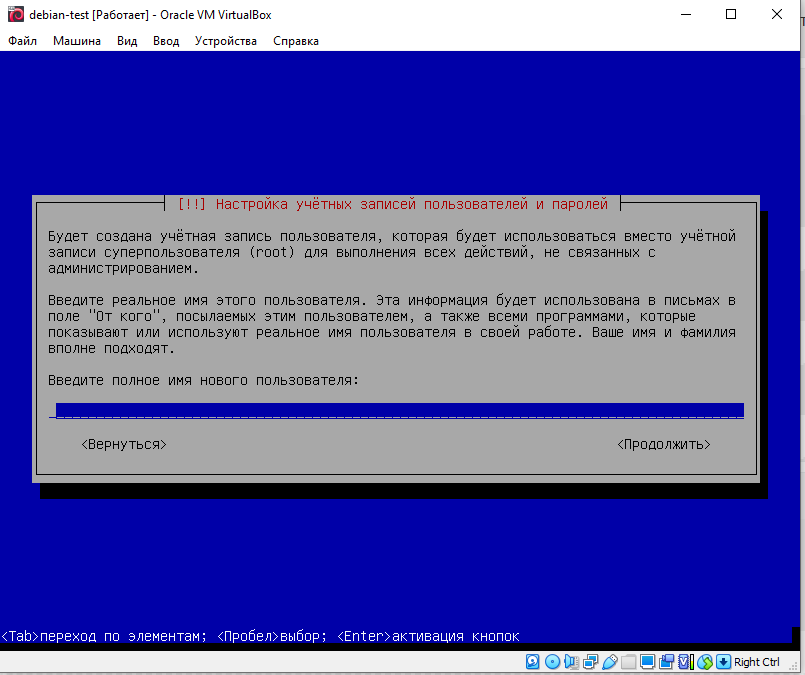 debian-test [Работает] - Oracle VM VirtualBox
Файл Машина Вид Ввод Устройства Справка
[!!] Настройка учётных записей пользователей и паролей
Будет создана учётная запись пользователя, которая будет использоваться вместо учётной
записи суперпользователя (root) для выполнения всех действий, не связанных с
администрированием.
Введите реальное имя этого пользователя. Эта информация будет использована в письмах в
поле "От кого", посылаемых этим пользователем, а также всеми программами, которые
показывают или используют реальное имя пользователя в своей работе. Ваше имя и фамилия
вполне подходят.
Введите полное имя нового пользователя:
<Вернуться> <Продолжить>
<Tab>переход по элементам; <Пробел>выбор; <Enter>активация кнопок
Right Ctrl